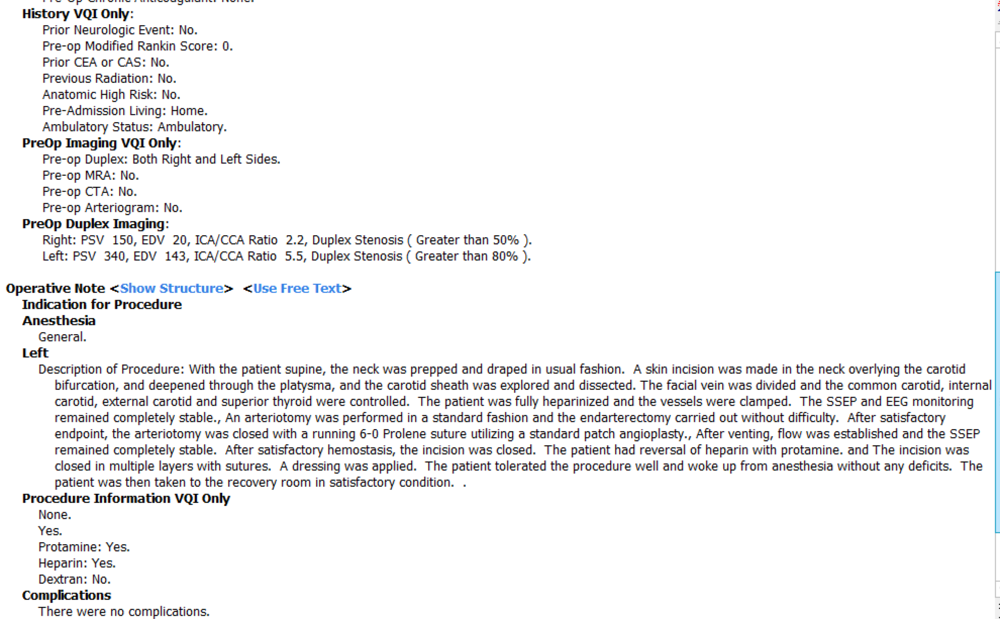 Pre-Op Chronic Anticoagulant: None.
History VQI Only:
Prior Neurologic Event: No.
Pre-op Modified Rankin Score: 0.
Prior CEA or CAS: No.
Previous Radiation: No.
Anatomic High Risk: No.
Pre-Admission Living: Home.
Ambulatory Status: Ambulatory.
PreOp Imaging VQI Only:
Pre-op Duplex: Both Right and Left Sides.
Pre-op MRA: No.
Pre-op CTA: No.
Pre-op Arteriogram: No.
PreOp Duplex Imaging:
Right: PSV  150, EDV  20, ICA/CCA Ratio  2.2, Duplex Stenosis ( Greater than 50% ).
Left: PSV  340, EDV  143, ICA/CCA Ratio  5.5, Duplex Stenosis ( Greater than 80% ).
Operative Note <Show Structure>  <Use Free Text>
Indication for Procedure
Anesthesia
General.
Left
Description of Procedure: With the patient supine, the neck was prepped and draped in usual fashion.  A skin incision was made in the neck overlying the carotid
bifurcation, and deepened through the platysma, and the carotid sheath was explored and dissected. The facial vein was divided and the common carotid, internal
carotid, external carotid and superior thyroid were controlled.  The patient was fully heparinized and the vessels were clamped.  The SSEP and EEG monitoring
remained completely stable., An arteriotomy was performed in a standard fashion and the endarterectomy carried out without difficulty.  After satisfactory
endpoint, the arteriotomy was closed with a running 6-0 Prolene suture utilizing a standard patch angioplasty., After venting, flow was established and the SSEP
remained completely stable.  After satisfactory hemostasis, the incision was closed.  The patient had reversal of heparin with protamine. and The incision was
closed in multiple layers with sutures.  A dressing was applied.  The patient tolerated the procedure well and woke up from anesthesia without any deficits.  The
patient was then taken to the recovery room in satisfactory condition.  .
Procedure Information VQI Only
None.
Yes.
Protamine: Yes.
Heparin: Yes.
Dextran: No.
Complications
There were no complications.